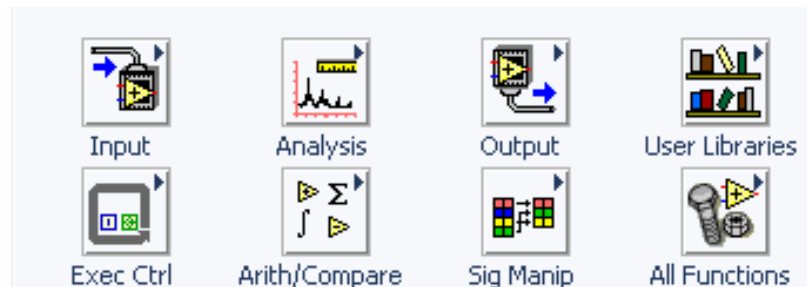 Input Analysis Output User Libraries
Exec Ctrl Arith/Compare Sig Manip All Functions